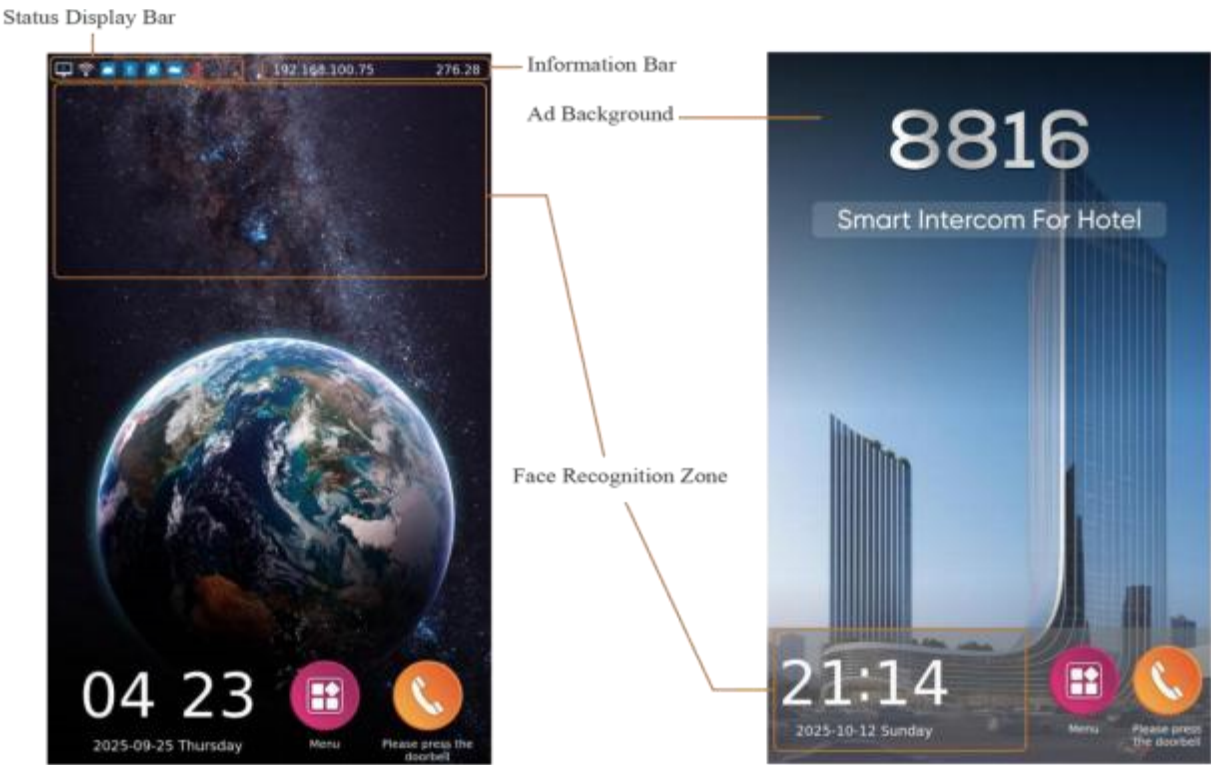 Status Display Bar
192.168.100.75 276.28
Information Bar
Ad Background
8816
Smart Intercom For Hotel
Face Recognition Zone
04 23
2025-09-25 Thursday
Menu
Please press the
doorbell
21:14
2025-10-12 Sunday
Menu
Please press
the doorbell